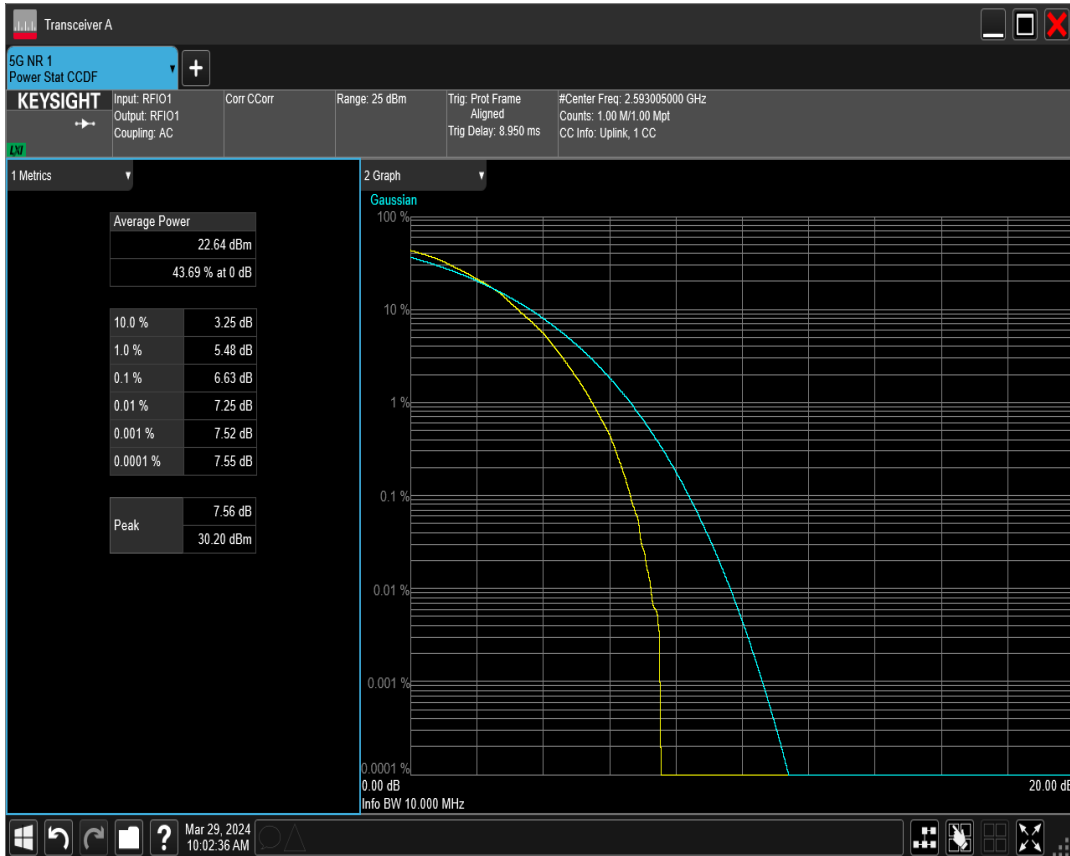 Transceiver A
5G NR 1
Power Stat CCDF
KEYSIGHT
LXI
Input: RFIO1
Output: RFIO1
Coupling: AC
Corr CCorr
Range: 25 dBm
Trig: Prot Frame
Aligned
Trig Delay: 8.950 ms
#Center Freq: 2.593005000 GHz
Counts: 1.00 M/1.00 Mpt
CC Info: Uplink, 1 CC
1 Metrics
Average Power
22.64 dBm
43.69 % at 0 dB
10.0 % 3.25 dB
1.0 % 5.48 dB
0.1 % 6.63 dB
0.01 % 7.25 dB
0.001 % 7.52 dB
0.0001 % 7.55 dB
Peak
7.56 dB
30.20 dBm
2 Graph
Gaussian
100 %
10 %
1 %
0.1 %
0.01 %
0.001 %
0.0001 %
0.00 dB 20.00 dB
Info BW 10.000 MHz
?
Mar 29, 2024
10:02:36 AM